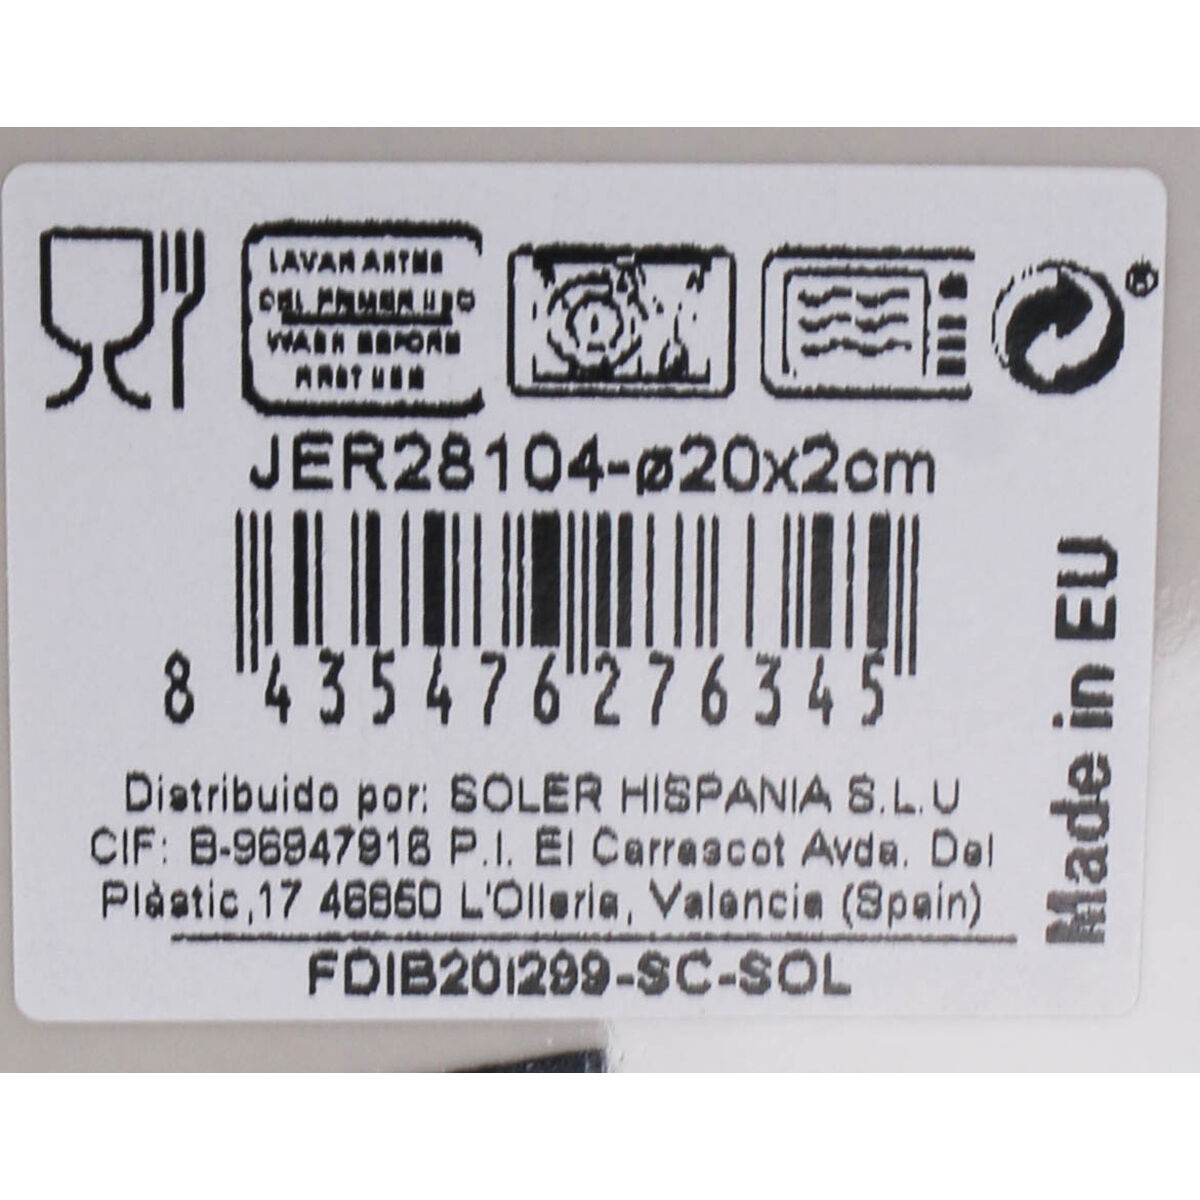 LAVAR ANTES
DEL PRIMER USO
WASH BEFORE
FIRST USE
®
JER28104-ø20x2cm
8 435476 276345
Distribuido por: SOLER HISPANIA S.L.U
CIF: B-96947916 P.I. El Carrascot Avda. Del
Plàstic,17 46850 L'Olleria, Valencia (Spain)
FDIB201299-SC-SOL
Made in EU